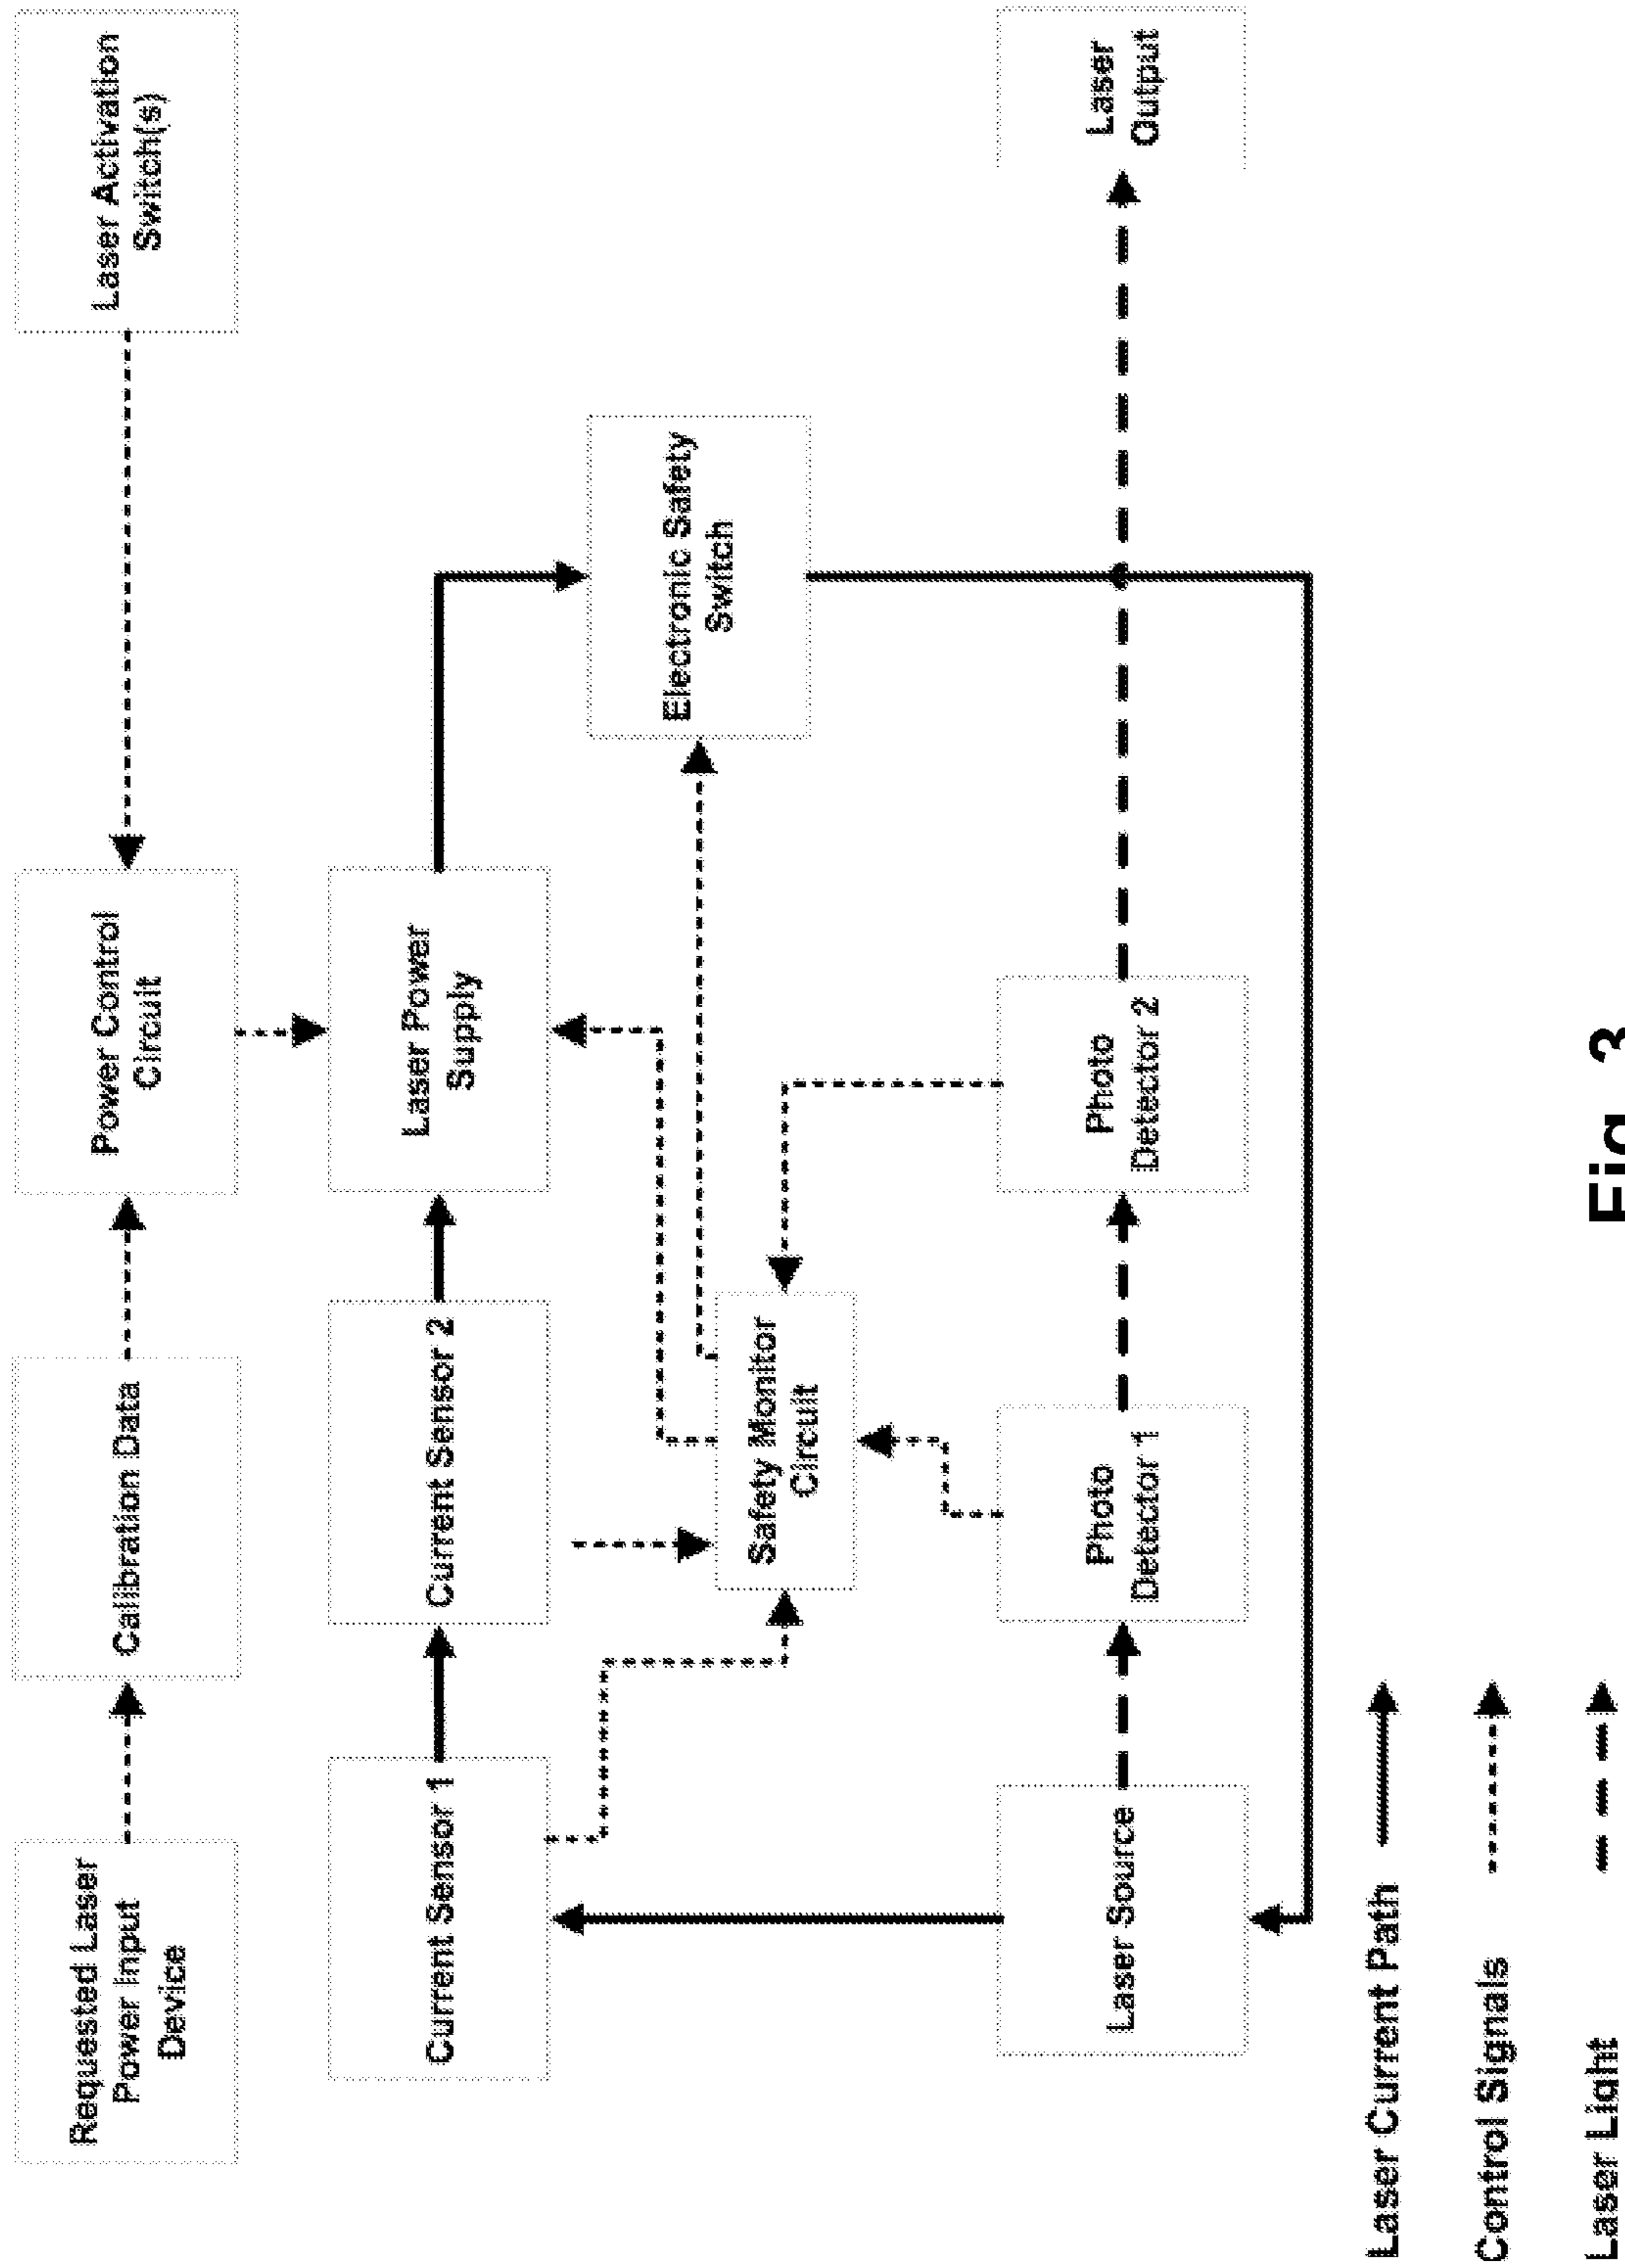 Requested Laser
Power Input
Device
Calibration Data
Power Control
Circuit
Laser Activation
Switch(s)
Current Sensor 1
Current Sensor 2
Laser Power
Supply
Electronic Safety
Switch
Safety Monitor
Circuit
Laser Source
Photo
Detector 1
Photo
Detector 2
Laser
Output
Laser Current Path
Control Signals
Laser Light
Fig. 3